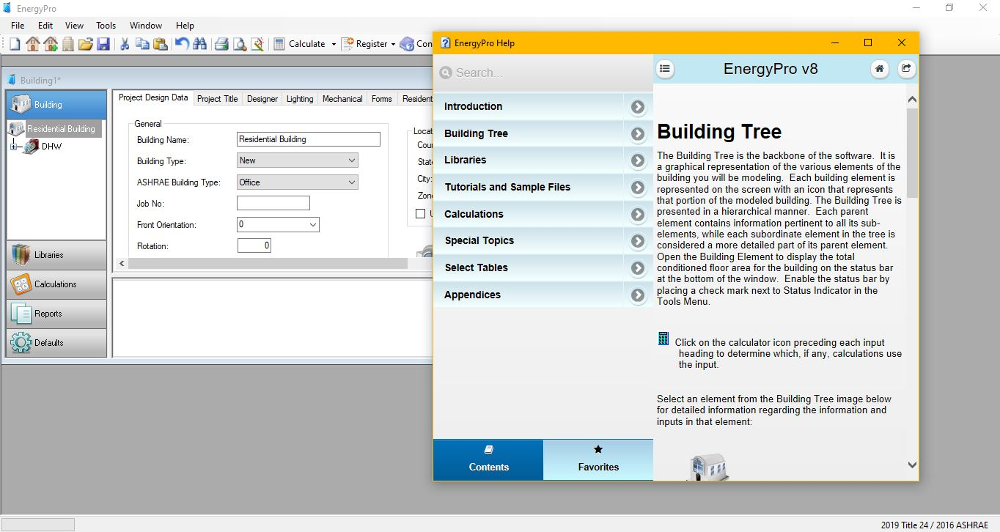 EnergyPro
File Edit View Tools Window Help
Calculate Register Con
Building1*
Building
Residential Building
DHW
Libraries
Calculations
Reports
Defaults
Project Design Data Project Title Designer Lighting Mechanical Forms Resident
General
Building Name: Residential Building
Building Type: New
ASHRAE Building Type: Office
Job No:
Front Orientation: 0
Rotation: 0
Locat
Coun
State
City:
Zone
EnergyPro Help
Search...
Introduction
Building Tree
Libraries
Tutorials and Sample Files
Calculations
Special Topics
Select Tables
Appendices
Contents
Favorites
EnergyPro v8
Building Tree
The Building Tree is the backbone of the software. It is
a graphical representation of the various elements of the
building you will be modeling. Each building element is
represented on the screen with an icon that represents
that portion of the modeled building. The Building Tree is
presented in a hierarchical manner. Each parent
element contains information pertinent to all its sub-
elements, while each subordinate element in the tree is
considered a more detailed part of its parent element.
Open the Building Element to display the total
conditioned floor area for the building on the status bar
at the bottom of the window. Enable the status bar by
placing a check mark next to Status Indicator in the
Tools Menu.
Click on the calculator icon preceding each input
heading to determine which, if any, calculations use
the input.
Select an element from the Building Tree image below
for detailed information regarding the information and
inputs in that element:
2019 Title 24 / 2016 ASHRAE